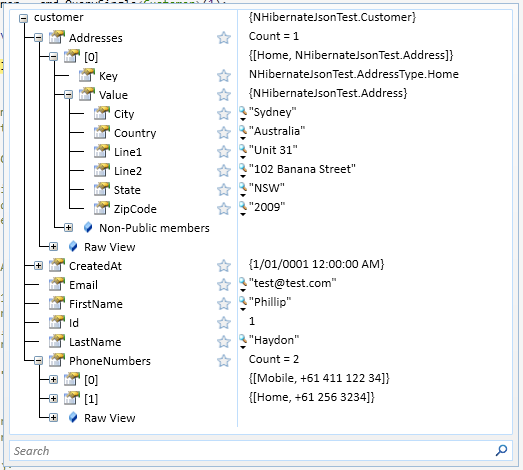 customer {NHibernateJsonTest.Customer}
Addresses Count = 1
[0] {[Home, NHibernateJsonTest.Address]}
Key NHibernateJsonTest.AddressType.Home
Value {NHibernateJsonTest.Address}
City "Sydney"
Country "Australia"
Line1 "Unit 31"
Line2 "102 Banana Street"
State "NSW"
ZipCode "2009"
Non-Public members
Raw View
CreatedAt {1/01/0001 12:00:00 AM}
Email "test@test.com"
FirstName "Phillip"
Id 1
LastName "Haydon"
PhoneNumbers Count = 2
[0] {[Mobile, +61 411 122 34]}
[1] {[Home, +61 256 3234]}
Raw View
Search